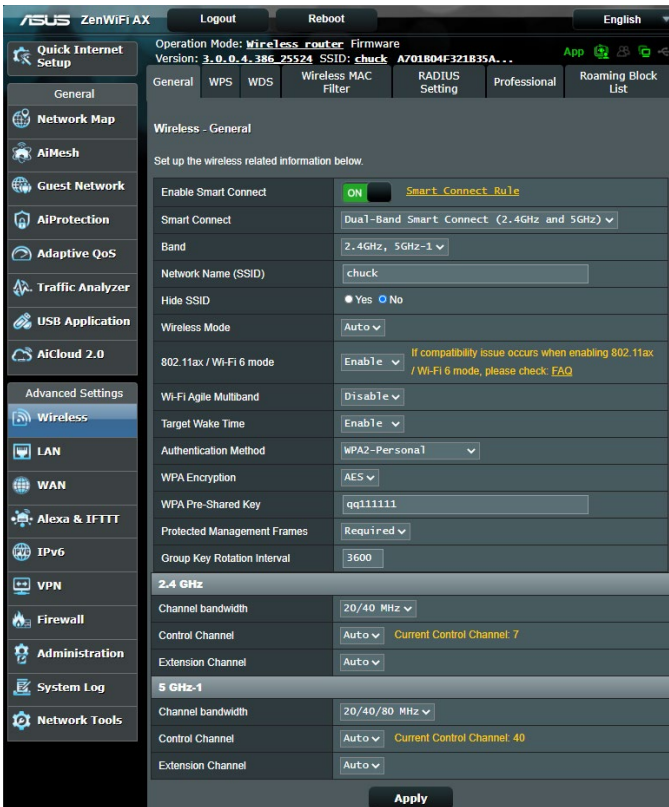 ASUS ZenWiFi AX Logout Reboot English
Quick Internet Setup
Operation Mode: Wireless router Firmware
Version: 3.0.0.4.386_25524 SSID: chuck A701B04F321B35A...
App
General WPS WDS Wireless MAC Filter RADIUS Setting Professional Roaming Block List
General
Network Map
AiMesh
Guest Network
AiProtection
Adaptive QoS
Traffic Analyzer
USB Application
AiCloud 2.0
Advanced Settings
Wireless
LAN
WAN
Alexa & IFTTT
IPv6
VPN
Firewall
Administration
System Log
Network Tools
Wireless - General
Set up the wireless related information below.
Enable Smart Connect ON Smart Connect Rule
Smart Connect Dual-Band Smart Connect (2.4GHz and 5GHz)
Band 2.4GHz, 5GHz-1
Network Name (SSID) chuck
Hide SSID Yes No
Wireless Mode Auto
802.11ax / Wi-Fi 6 mode Enable If compatibility issue occurs when enabling 802.11ax
/ Wi-Fi 6 mode, please check: FAQ
Wi-Fi Agile Multiband Disable
Target Wake Time Enable
Authentication Method WPA2-Personal
WPA Encryption AES
WPA Pre-Shared Key qq111111
Protected Management Frames Required
Group Key Rotation Interval 3600
2.4 GHz
Channel bandwidth 20/40 MHz
Control Channel Auto Current Control Channel: 7
Extension Channel Auto
5 GHz-1
Channel bandwidth 20/40/80 MHz
Control Channel Auto Current Control Channel: 40
Extension Channel Auto
Apply